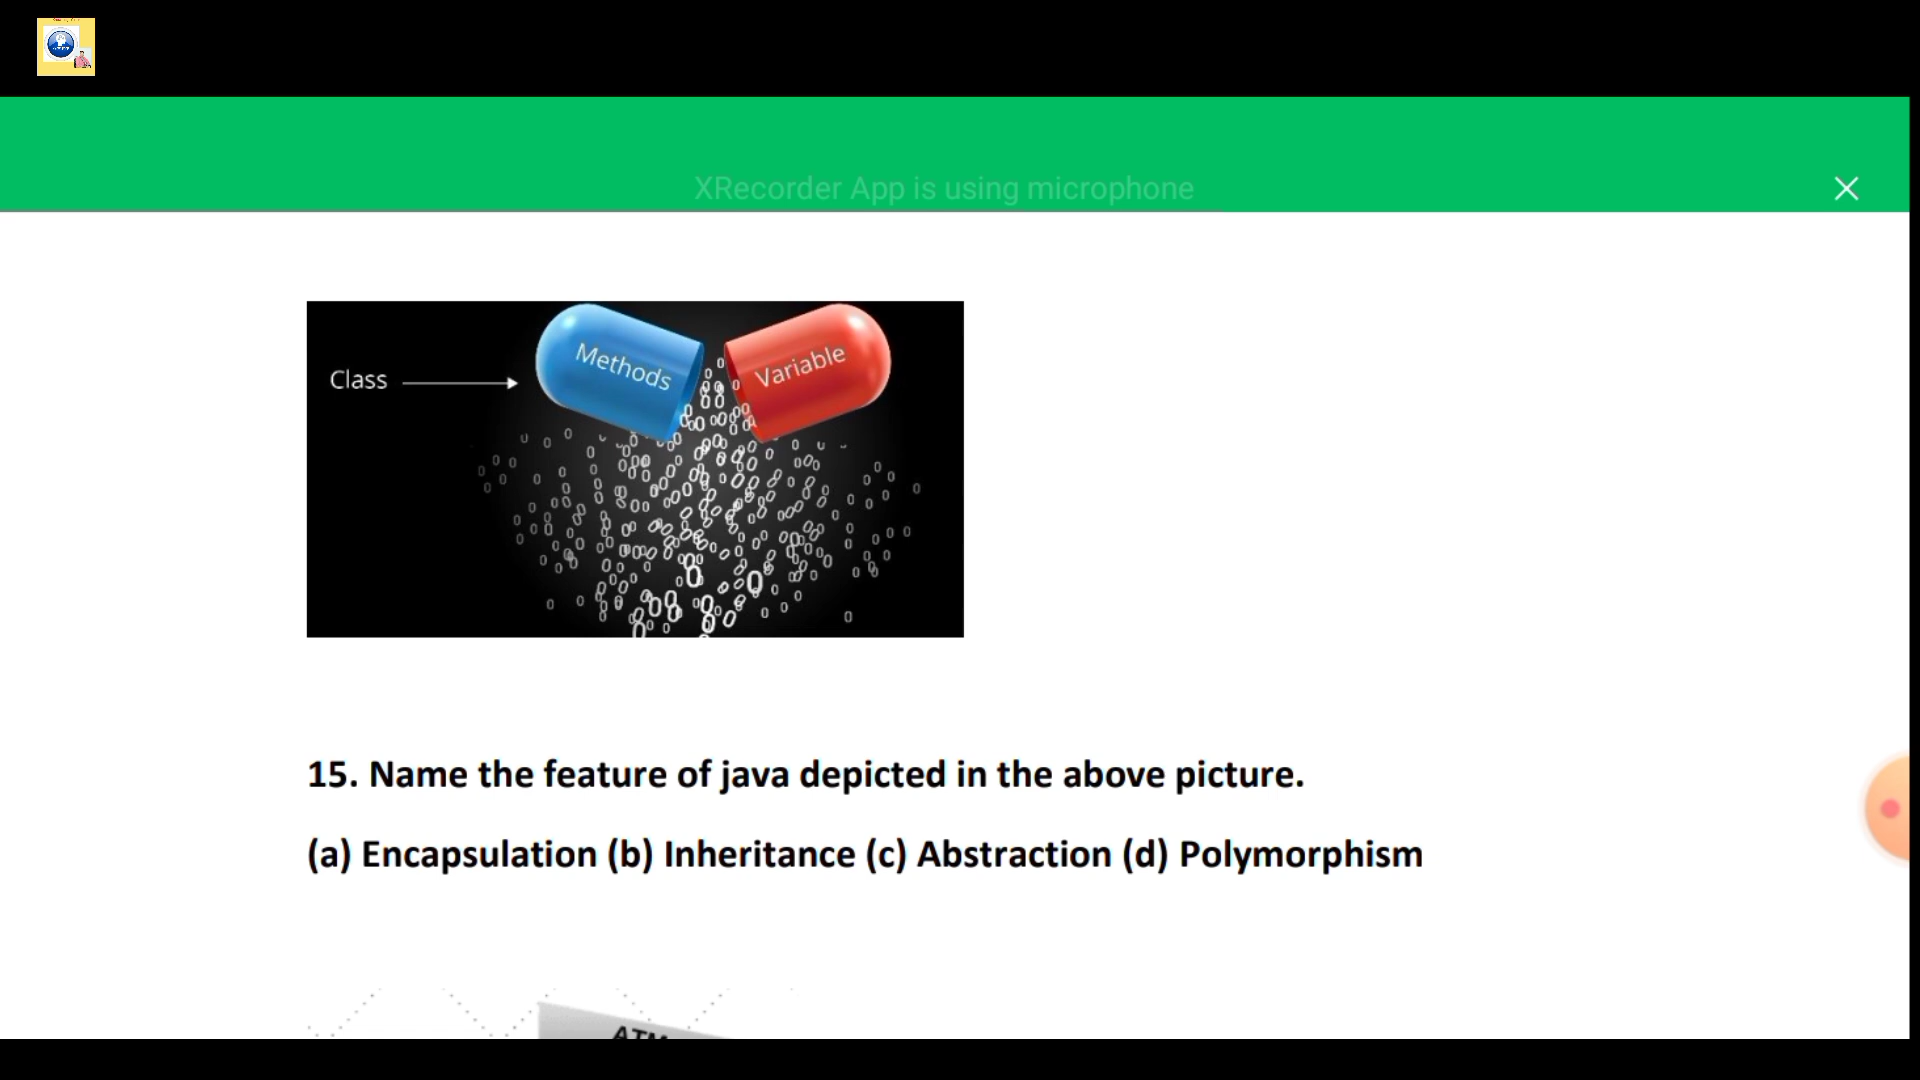 XRecorder App is using microphone
Class
Methods
Variable
15. Name the feature of java depicted in the above picture.
(a) Encapsulation (b) Inheritance (c) Abstraction (d) Polymorphism
ATM